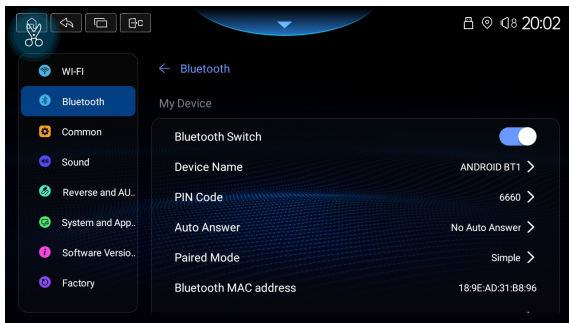 8 20:02
WI-FI
Bluetooth
Common
Sound
Reverse and AU..
System and App..
Software Versio..
Factory
Bluetooth
My Device
Bluetooth Switch
Device Name ANDROID BT1
PIN Code 6660
Auto Answer No Auto Answer
Paired Mode Simple
Bluetooth MAC address 18:9E:AD:31:B8:96